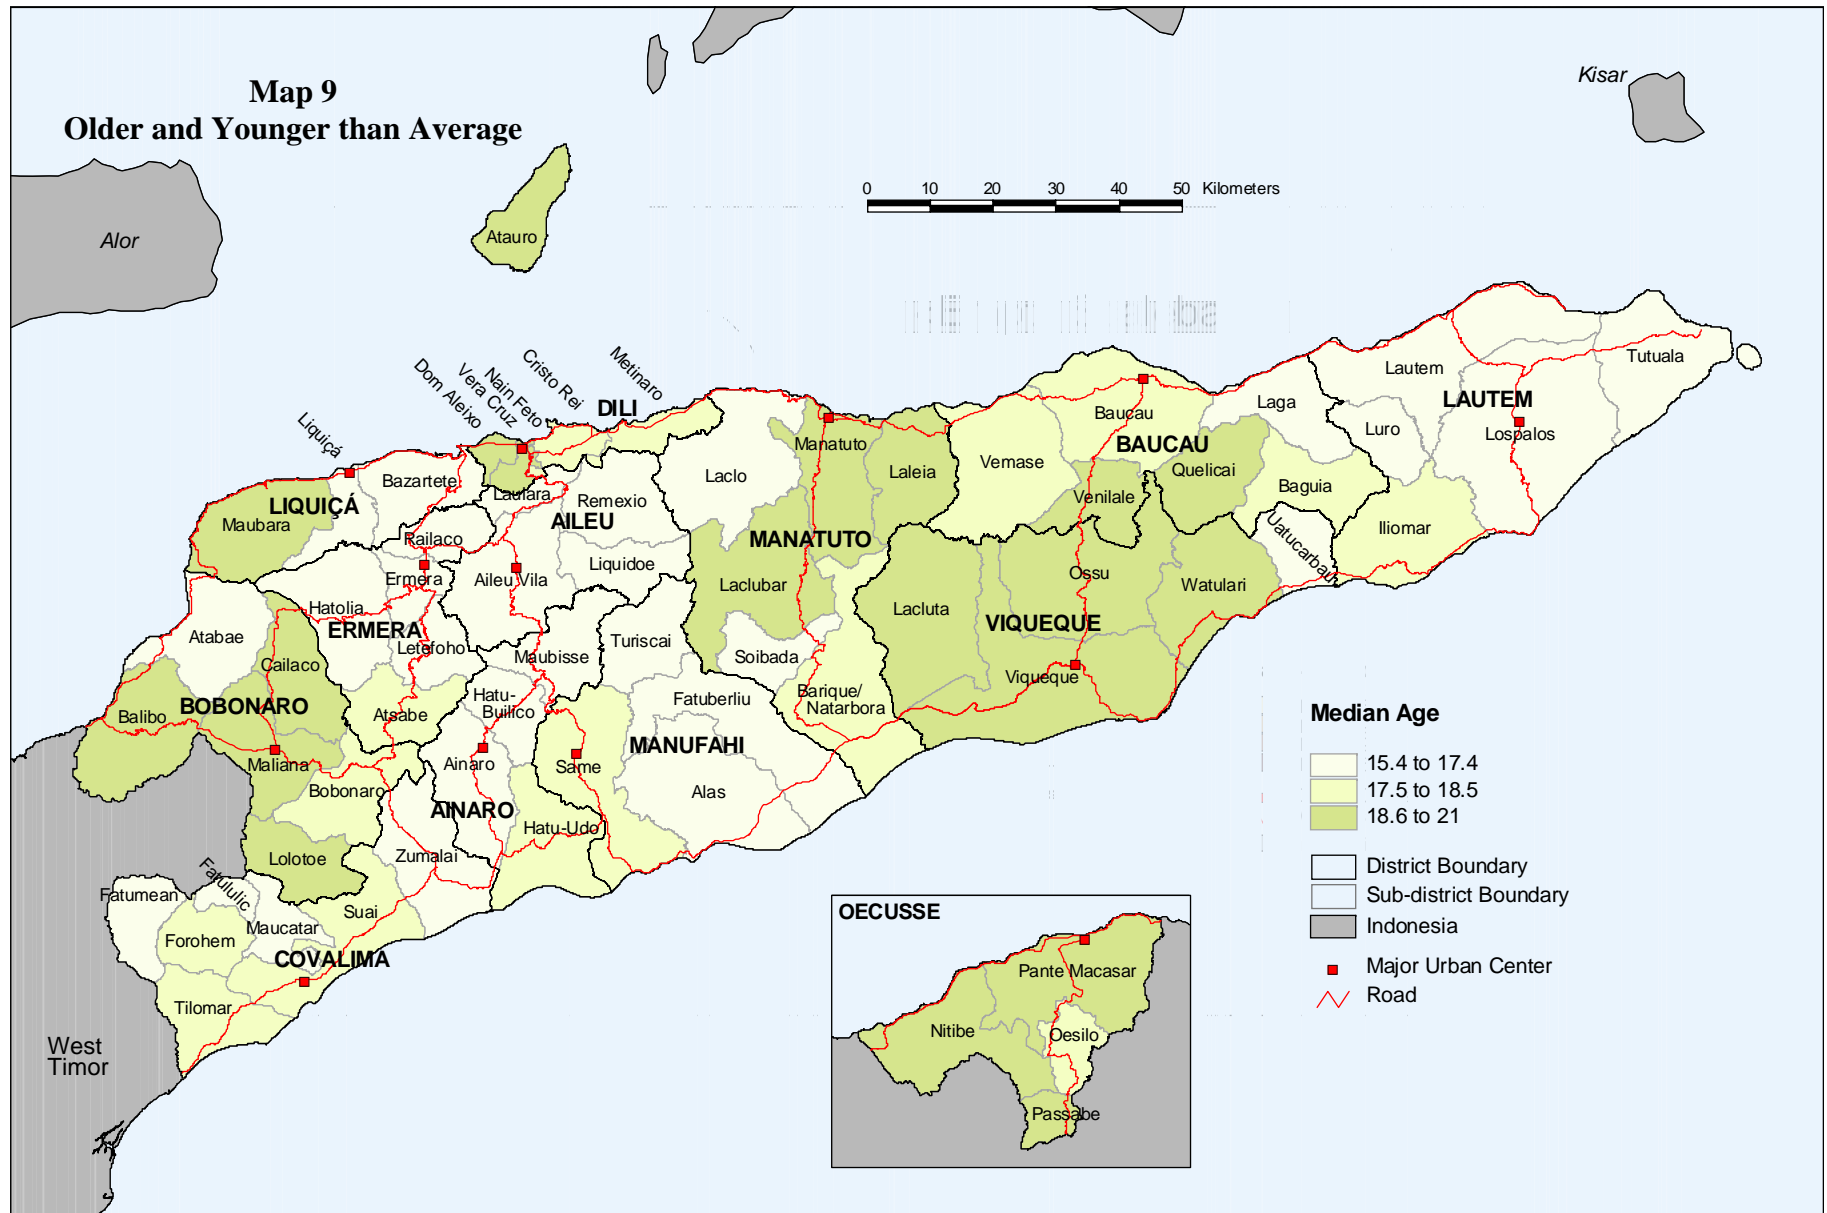 Map 9
Older and Younger than Average
Kisar
Alor
Atauro
0 10 20 30 40 50 Kilometers
Metinaro
Cristo Rei
Nain Feto
Vera Cruz
Dom Aleixo
DILI
Liquiçá
Lautem
Tutuala
LAUTEM
Laga
Luro
Lospalos
Baucau
BAUCAU
Manatuto
Laleia
Vemase
Quelicai
Venilale
Baguia
Iliomar
Uatucarbau
Laclo
Bazartete
Laulara
Remexio
LIQUIÇÁ
Maubara
AILEU
Railaco
MANATUTO
Liquidoe
Ermera
Aileu Vila
Laclubar
Ossu
Watulari
Lacluta
VIQUEQUE
Hatolia
ERMERA
Atabae
Letefoho
Turiscai
Maubisse
Soibada
Cailaco
Viqueque
Hatu-
Builico
Fatuberliu
Barique/
Natarbora
BOBONARO
Balibo
Atsabe
MANUFAHI
Maliana
Ainaro
Same
Bobonaro
Alas
AINARO
Hatu-Udo
Lolotoe
Zumalai
Fatululic
Fatumean
Suai
Maucatar
Forohem
COVALIMA
Tilomar
West
Timor
OECUSSE
Pante Macasar
Nitibe
Oesilo
Passabe
Median Age
15.4 to 17.4
17.5 to 18.5
18.6 to 21
District Boundary
Sub-district Boundary
Indonesia
Major Urban Center
Road